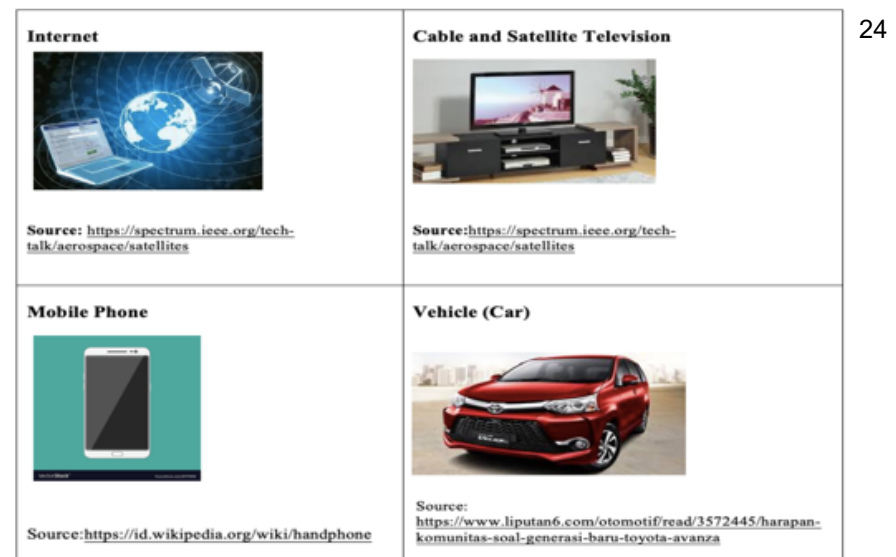 24
Internet
Source: https://spectrum.ieee.org/tech-
talk/aerospace/satellites
Cable and Satellite Television
Source:https://spectrum.ieee.org/tech-
talk/aerospace/satellites
Mobile Phone
Source:https://id.wikipedia.org/wiki/handphone
Vehicle (Car)
Source:
https://www.liputan6.com/otomotif/read/3572445/harapan-
komunitas-soal-generasi-baru-toyota-avanza